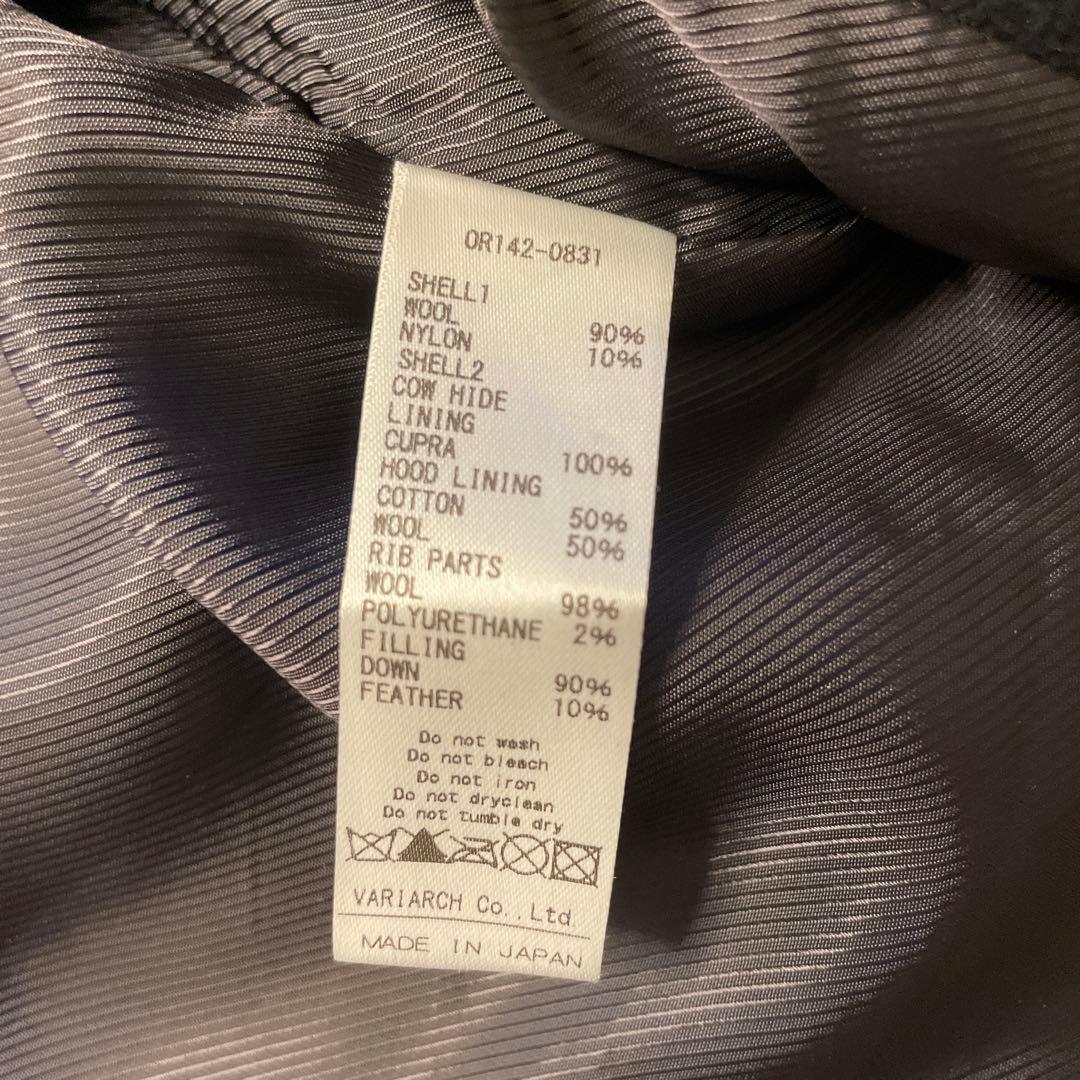 0R142-0831
SHELL1
WOOL 90%
NYLON 10%
SHELL2
COW HIDE
LINING
CUPRA 100%
HOOD LINING
COTTON 50%
WOOL 50%
RIB PARTS
WOOL 98%
POLYURETHANE 2%
FILLING
DOWN 90%
FEATHER 10%
Do not wash
Do not bleach
Do not iron
Do not dryclean
Do not tumble dry
VARIARCH Co.,Ltd.
MADE IN JAPAN